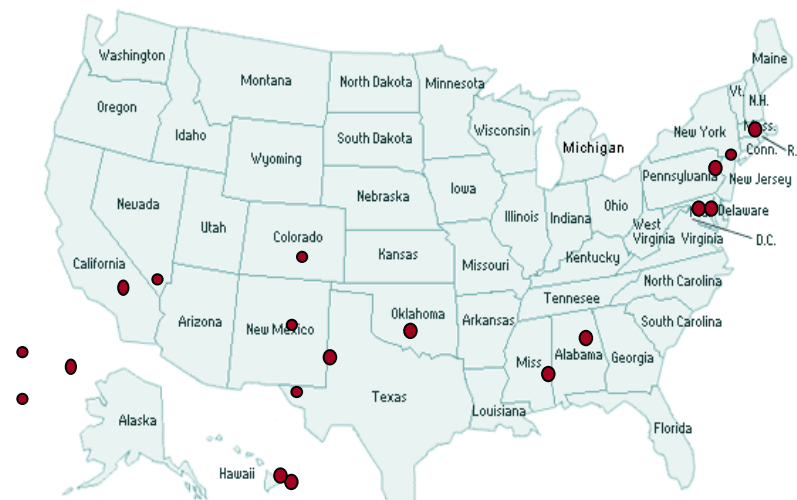 Maine
Washington
Montana
North Dakota
Minnesota
Vt.
N.H.
Oregon
Idaho
South Dakota
Wisconsin
Michigan
New York
R.
Conn.
Wyoming
Nebraska
Iowa
Pennsylvania
New Jersey
Nevada
Utah
Colorado
Illinois
Indiana
Ohio
Delaware
West
Virginia
Virginia
D.C.
California
Kansas
Missouri
Kentucky
North Carolina
Tennesee
Arizona
New Mexico
Oklahoma
Arkansas
South Carolina
Miss
Alabama
Georgia
Texas
Louisiana
Alaska
Florida
Hawaii